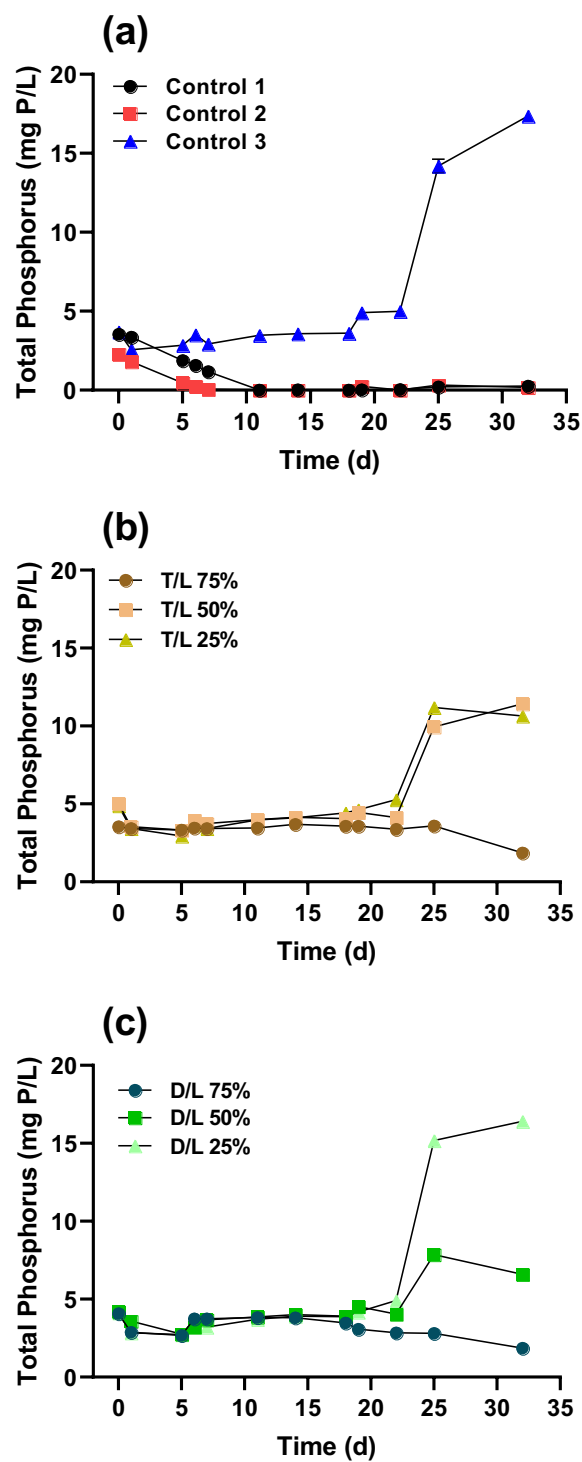 (a)
Total Phosphorus (mg P/L)
20
15
10
5
0
Control 1
Control 2
Control 3
0 5 10 15 20 25 30 35
Time (d)
(b)
Total Phosphorus (mg P/L)
20
15
10
5
0
T/L 75%
T/L 50%
T/L 25%
0 5 10 15 20 25 30 35
Time (d)
(c)
Total Phosphorus (mg P/L)
20
15
10
5
0
D/L 75%
D/L 50%
D/L 25%
0 5 10 15 20 25 30 35
Time (d)